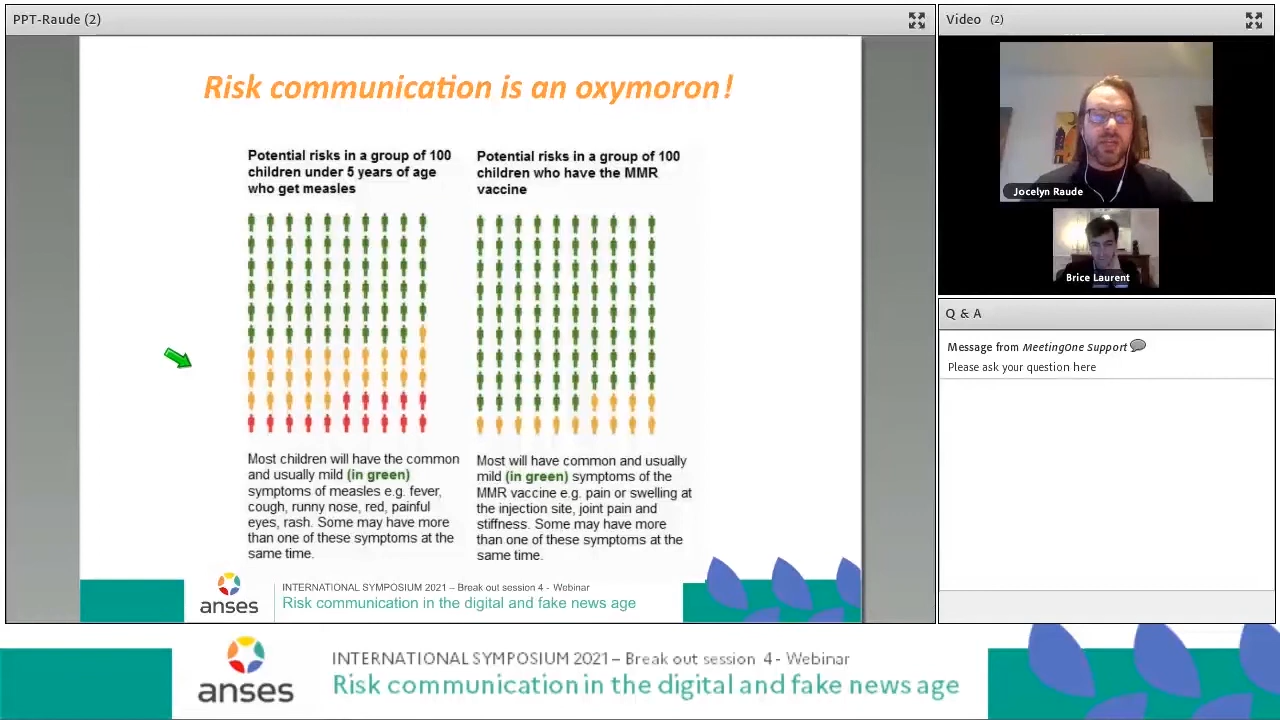 PPT-Raude (2)
Risk communication is an oxymoron!
Potential risks in a group of 100
children under 5 years of age
who get measles
Potential risks in a group of 100
children who have the MMR
vaccine
Most children will have the common
and usually mild (in green)
symptoms of measles e.g. fever,
cough, runny nose, red, painful
eyes, rash. Some may have more
than one of these symptoms at the
same time.
Most will have common and usually
mild (in green) symptoms of the
MMR vaccine e.g. pain or swelling at
the injection site, joint pain and
stiffness. Some may have more
than one of these symptoms at the
same time.
anses
INTERNATIONAL SYMPOSIUM 2021 – Break out session 4 - Webinar
Risk communication in the digital and fake news age
Video (2)
Jocelyn Raude
Brice Laurent
Q & A
Message from MeetingOne Support
Please ask your question here
anses
INTERNATIONAL SYMPOSIUM 2021 – Break out session 4 - Webinar
Risk communication in the digital and fake news age